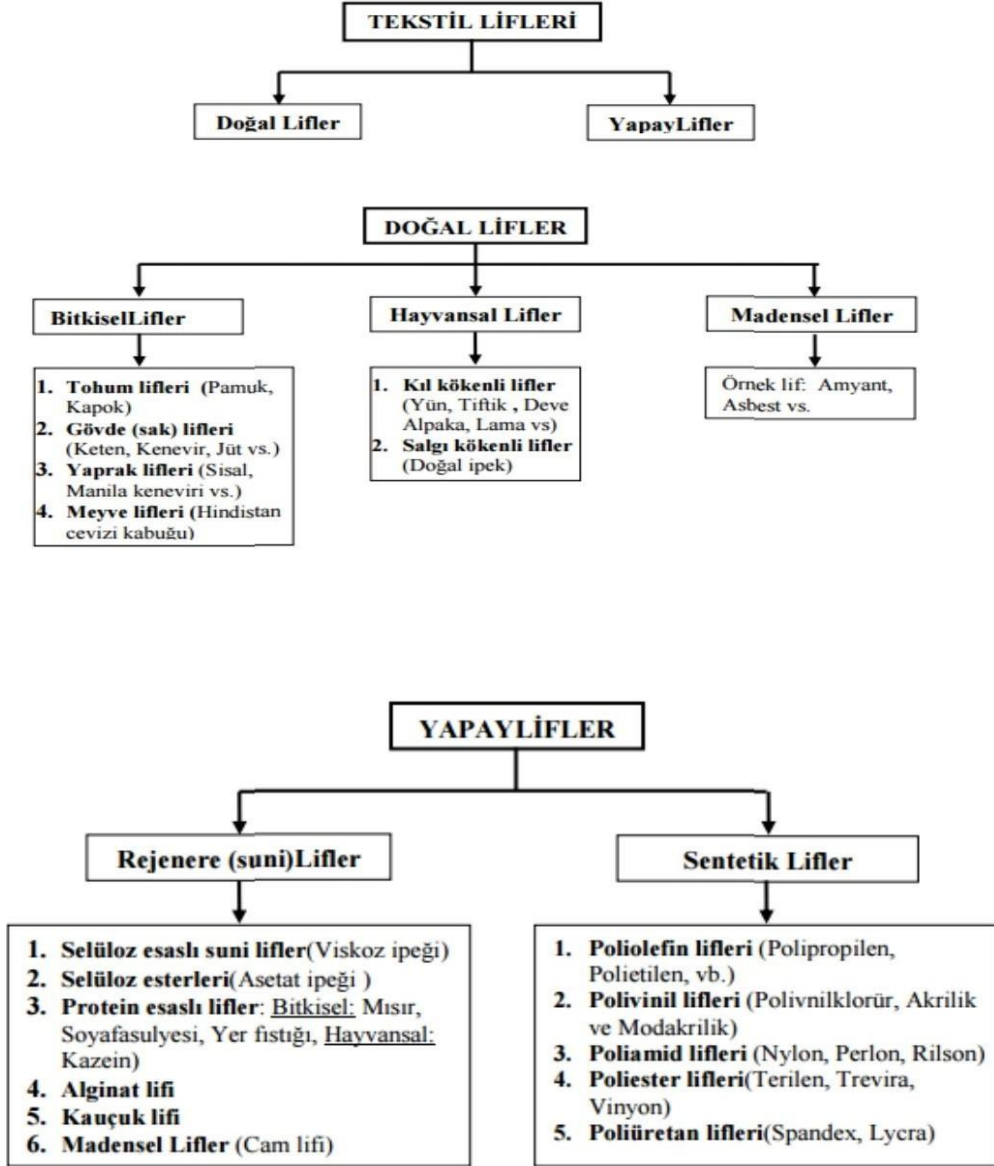 TEKSTİL LİFLERİ
Doğal Lifler
YapayLifler
DOĞAL LİFLER
BitkiselLifler
1. Tohum lifleri (Pamuk,
Kapok)
2. Gövde (sak) lifleri
(Keten, Kenevir, Jüt vs.)
3. Yaprak lifleri (Sisal,
Manila keneviri vs.)
4. Meyve lifleri (Hindistan
cevizi kabuğu)
Hayvansal Lifler
1. Kıl kökenli lifler
(Yün, Tiftik , Deve
Alpaka, Lama vs)
2. Salgı kökenli lifler
(Doğal ipek)
Madensel Lifler
Örnek lif: Amyant,
Asbest vs.
YAPAYLİFLER
Rejenere (suni)Lifler
1. Selüloz esaslı suni lifler(Viskoz ipeği)
2. Selüloz esterleri(Asetat ipeği )
3. Protein esaslı lifler: Bitkisel: Mısır,
Soyafasulyesi, Yer fıstığı, Hayvansal:
Kazein)
4. Alginat lifi
5. Kauçuk lifi
6. Madensel Lifler (Cam lifi)
Sentetik Lifler
1. Poliolefin lifleri (Polipropilen,
Polietilen, vb.)
2. Polivinil lifleri (Polivnilklorür, Akrilik
ve Modakrilik)
3. Poliamid lifleri (Nylon, Perlon, Rilson)
4. Poliester lifleri(Terilen, Trevira,
Vinyon)
5. Poliüretan lifleri(Spandex, Lycra)